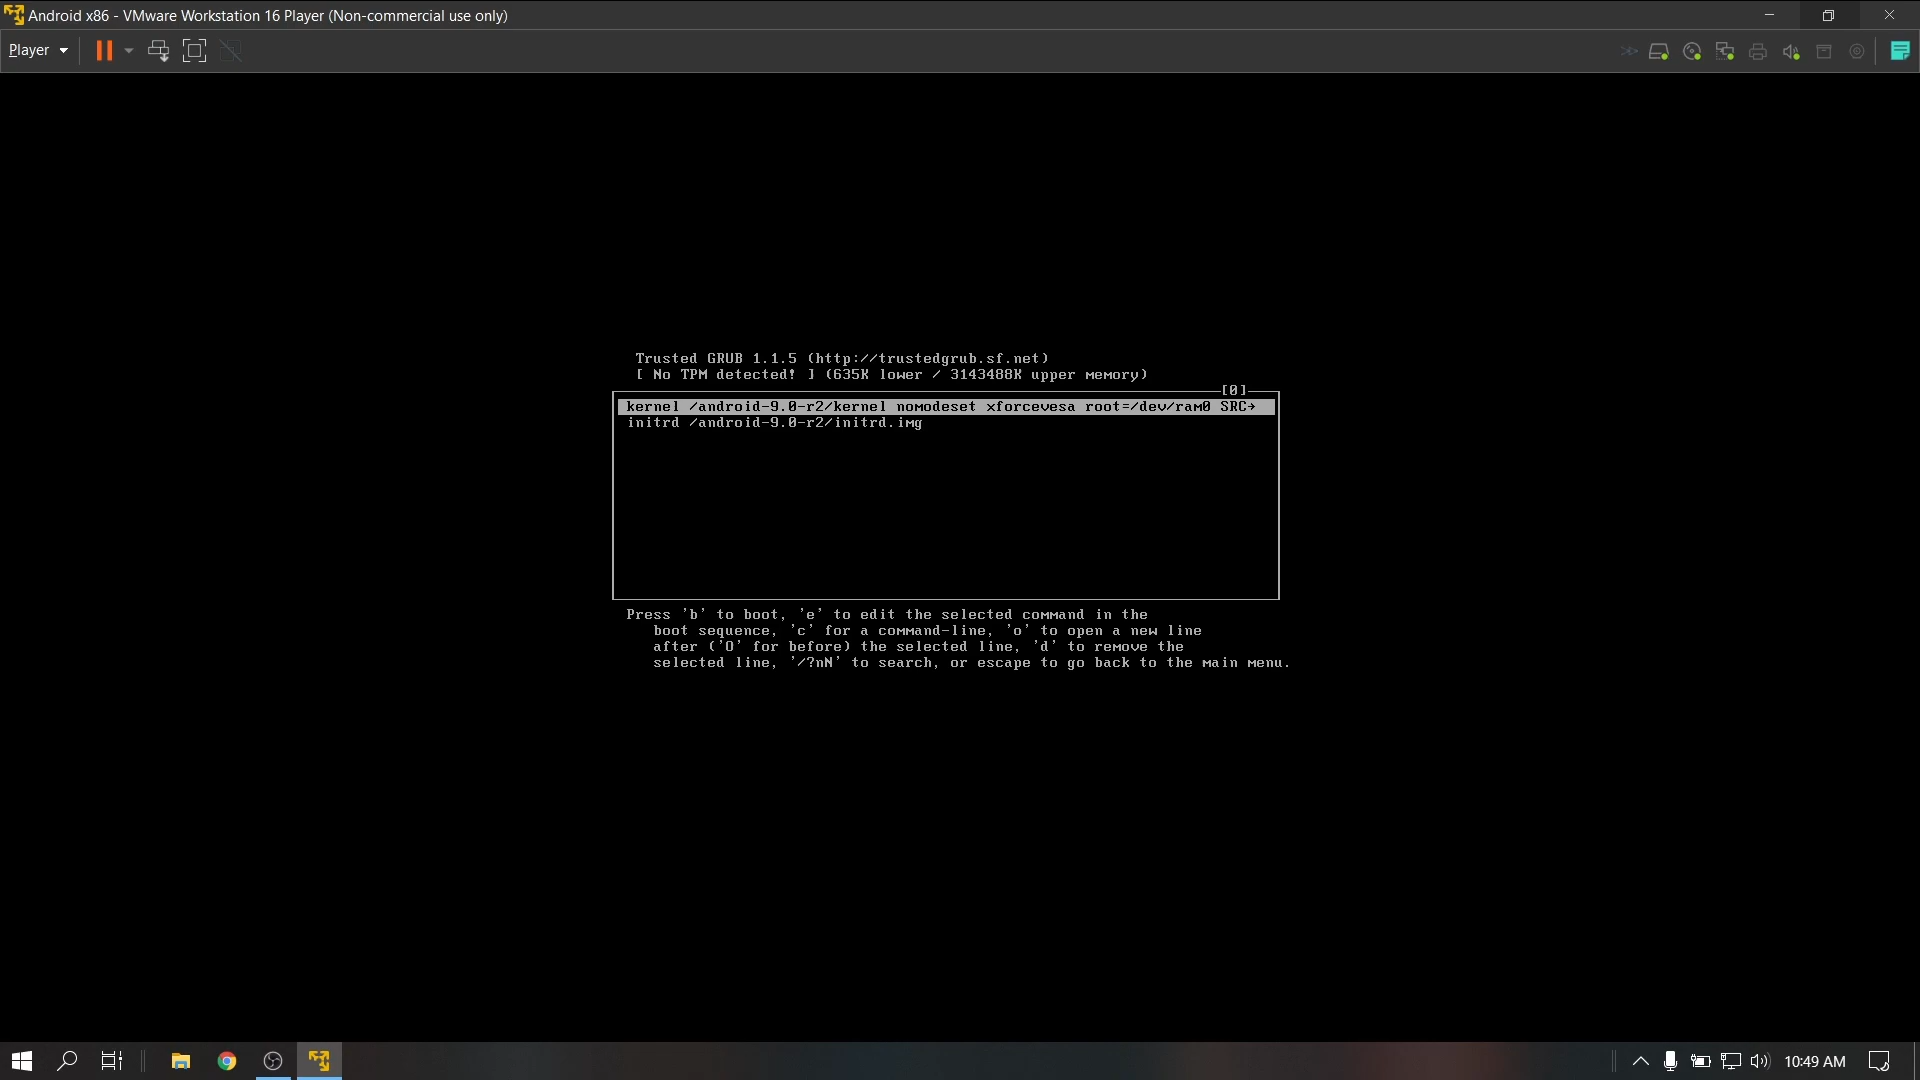 Android x86 - VMware Workstation 16 Player (Non-commercial use only)
Player
Trusted GRUB 1.1.5 (http://trustedgrub.sf.net)
[ No TPM detected! ] (635K lower / 3143488K upper memory)
[0]
kernel /android-9.0-r2/kernel nomodeset xforcevesa root=/dev/ram0 SRC→
initrd /android-9.0-r2/initrd.img
Press 'b' to boot, 'e' to edit the selected command in the
boot sequence, 'c' for a command-line, 'o' to open a new line
after ('O' for before) the selected line, 'd' to remove the
selected line, '/?nN' to search, or escape to go back to the main menu.
10:49 AM